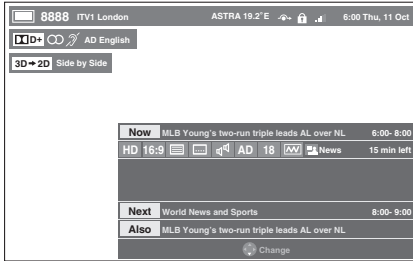 8888 ITV1 London ASTRA 19.2°E 6:00 Thu, 11 Oct
D+ AD English
3D➔2D Side by Side
Now MLB Young's two-run triple leads AL over NL 6:00- 8:00
HD 16:9 AD 18 News 15 min left
Next World News and Sports 8:00- 9:00
Also MLB Young's two-run triple leads AL over NL
Change